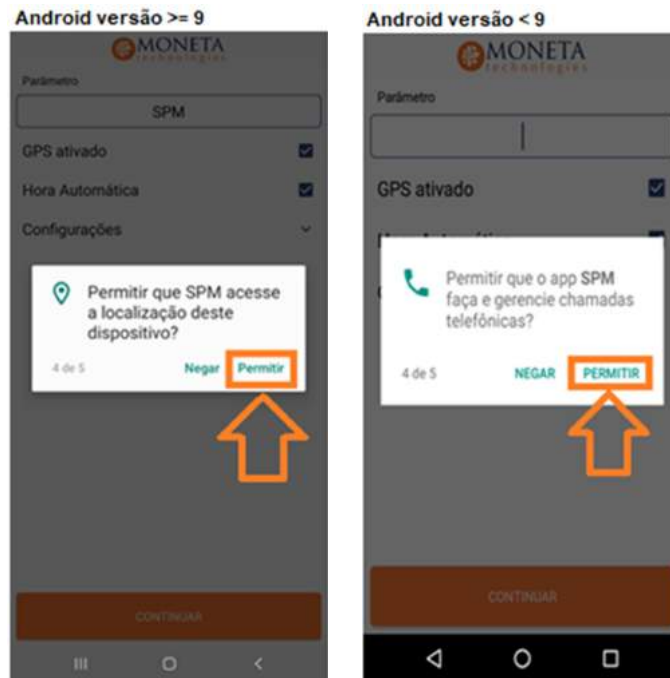 Android versão >= 9
MONETA
technologies
Parâmetro
SPM
GPS ativado
Hora Automática
Configurações
Permitir que SPM acesse
a localização deste
dispositivo?
4 de 5
Negar
Permitir
CONTINUAR
Android versão < 9
MONETA
technologies
Parâmetro
GPS ativado
Permitir que o app SPM
faça e gerencie chamadas
telefônicas?
4 de 5
NEGAR
PERMITIR
CONTINUAR